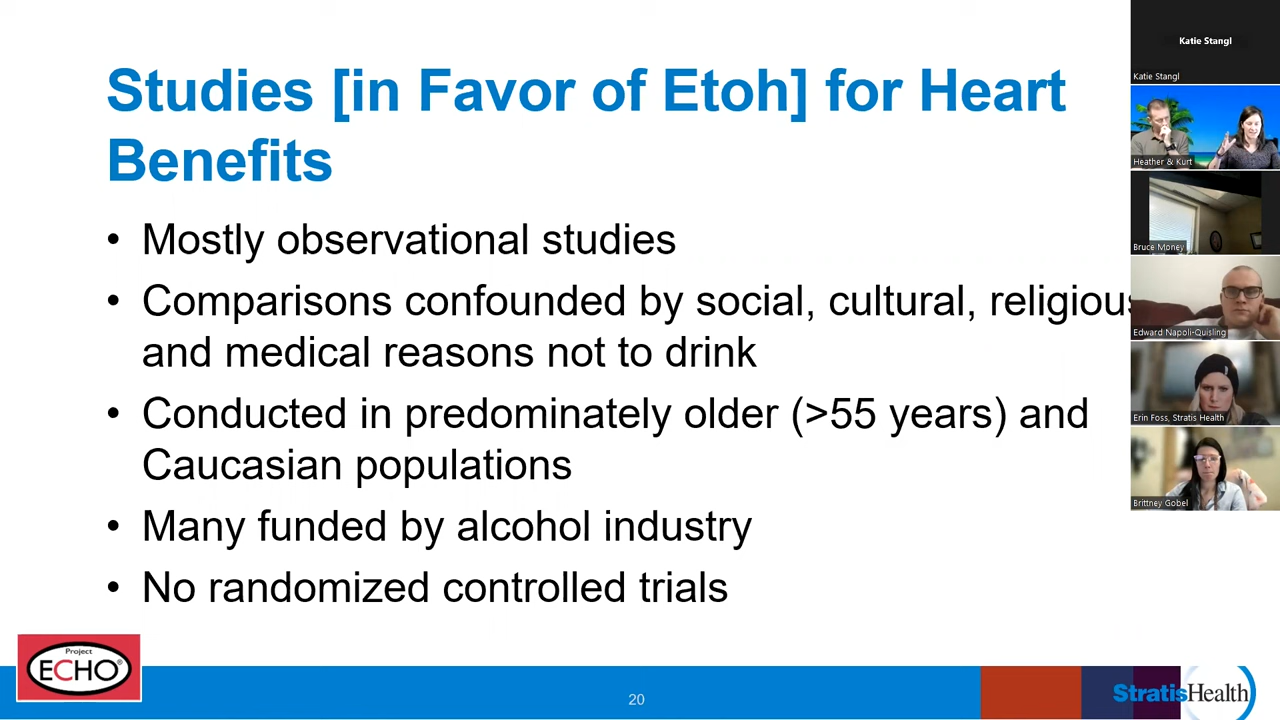 Studies [in Favor of Etoh] for Heart
Benefits
• Mostly observational studies
• Comparisons confounded by social, cultural, religious
and medical reasons not to drink
• Conducted in predominately older (>55 years) and
Caucasian populations
• Many funded by alcohol industry
• No randomized controlled trials
Project
ECHO®
20
StratisHealth
Katie Stangl
Katie Stangl
Heather & Kurt
Bruce Money
Edward Napoli-Quisling
Erin Foss, Stratis Health
Brittney Gobel